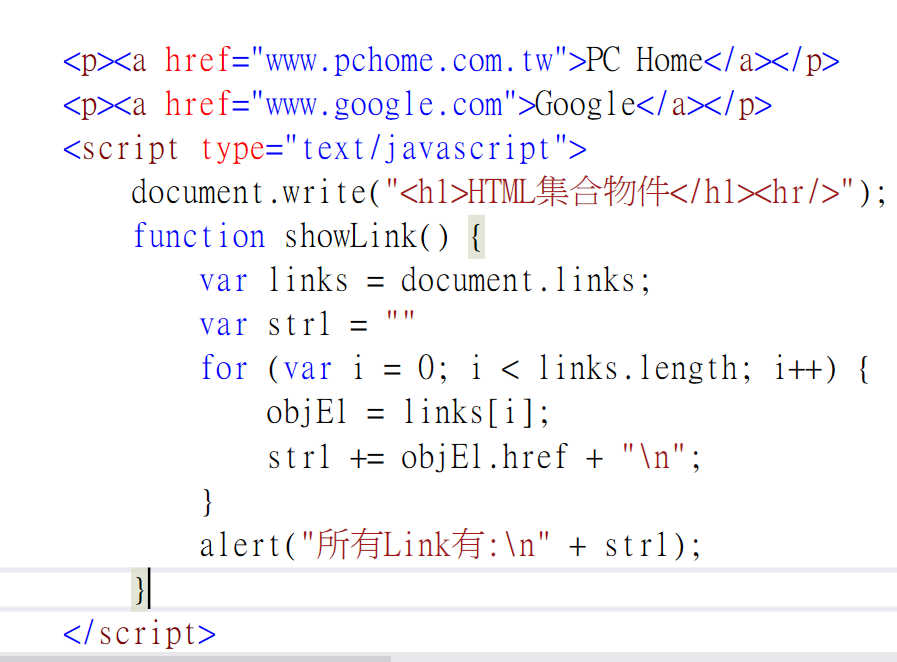 <p><a href="www.pchome.com.tw">PC Home</a></p>
<p><a href="www.google.com">Google</a></p>
<script type="text/javascript">
    document.write("<h1>HTML集合物件</h1><hr/>");
    function showLink() {
        var links = document.links;
        var str1 = ""
        for (var i = 0; i < links.length; i++) {
            objEl = links[i];
            str1 += objEl.href + "\n";
        }
        alert("所有Link有:\n" + str1);
    }
</script>